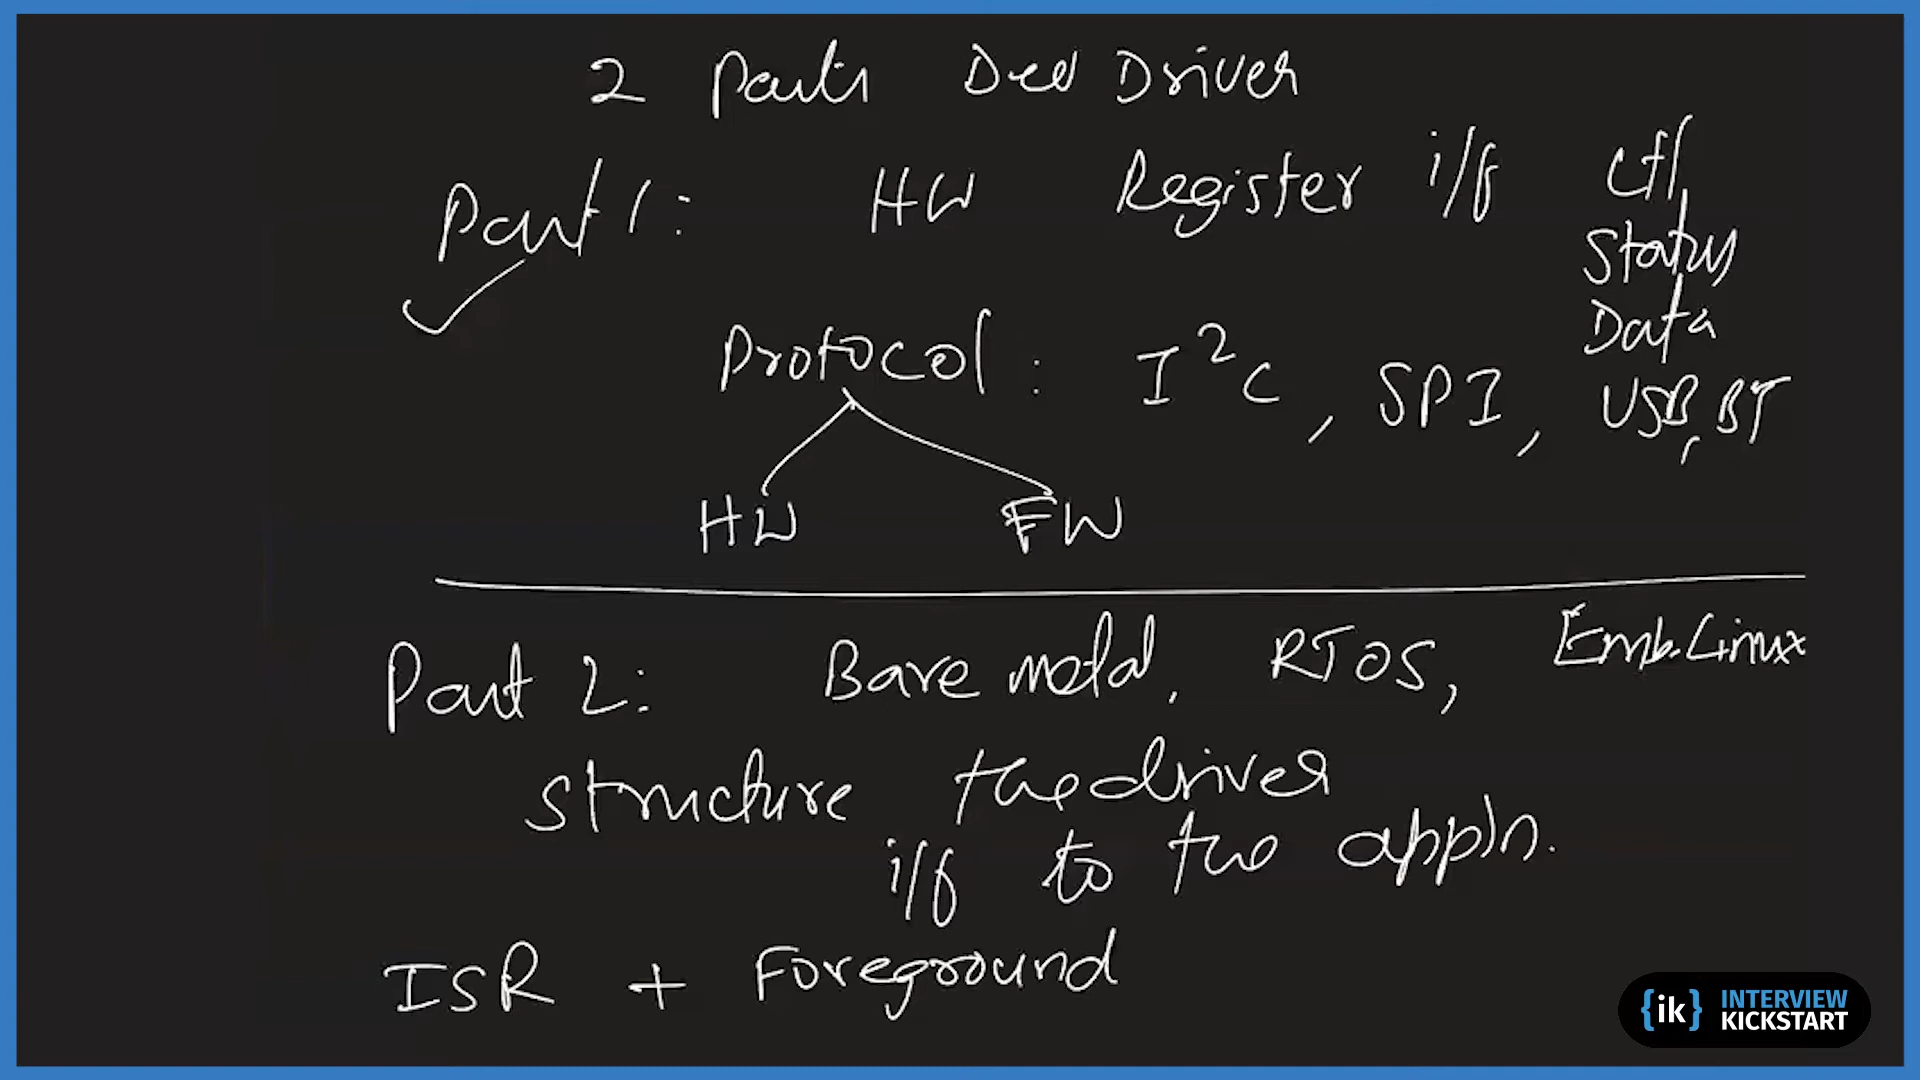 2 Parts Dev Driver
Part 1: HW Register i/f Ctl,
Status
Data
Protocol: I²C, SPI, USB, BT
HW FW
Part 2: Bare metal, RTOS, Emb. Linux
structure the driver
i/f to the appln.
ISR + Foreground
{ik} INTERVIEW
KICKSTART